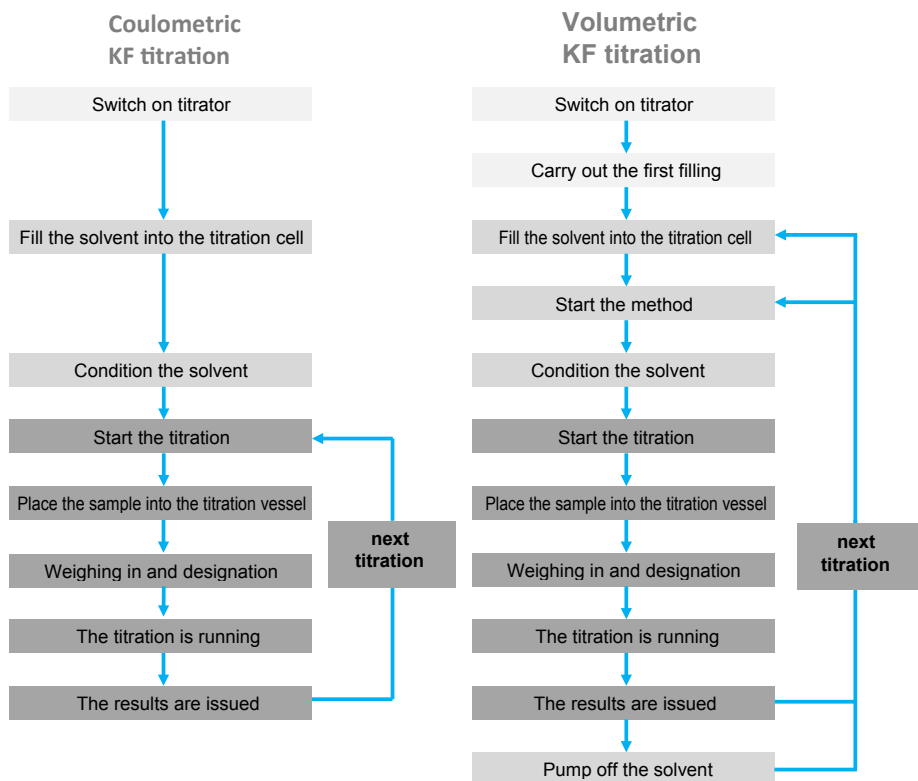 Coulometric
KF titration
Switch on titrator
Fill the solvent into the titration cell
Condition the solvent
Start the titration
Place the sample into the titration vessel
Weighing in and designation
The titration is running
The results are issued
next
titration
Volumetric
KF titration
Switch on titrator
Carry out the first filling
Fill the solvent into the titration cell
Start the method
Condition the solvent
Start the titration
Place the sample into the titration vessel
Weighing in and designation
The titration is running
The results are issued
Pump off the solvent
next
titration